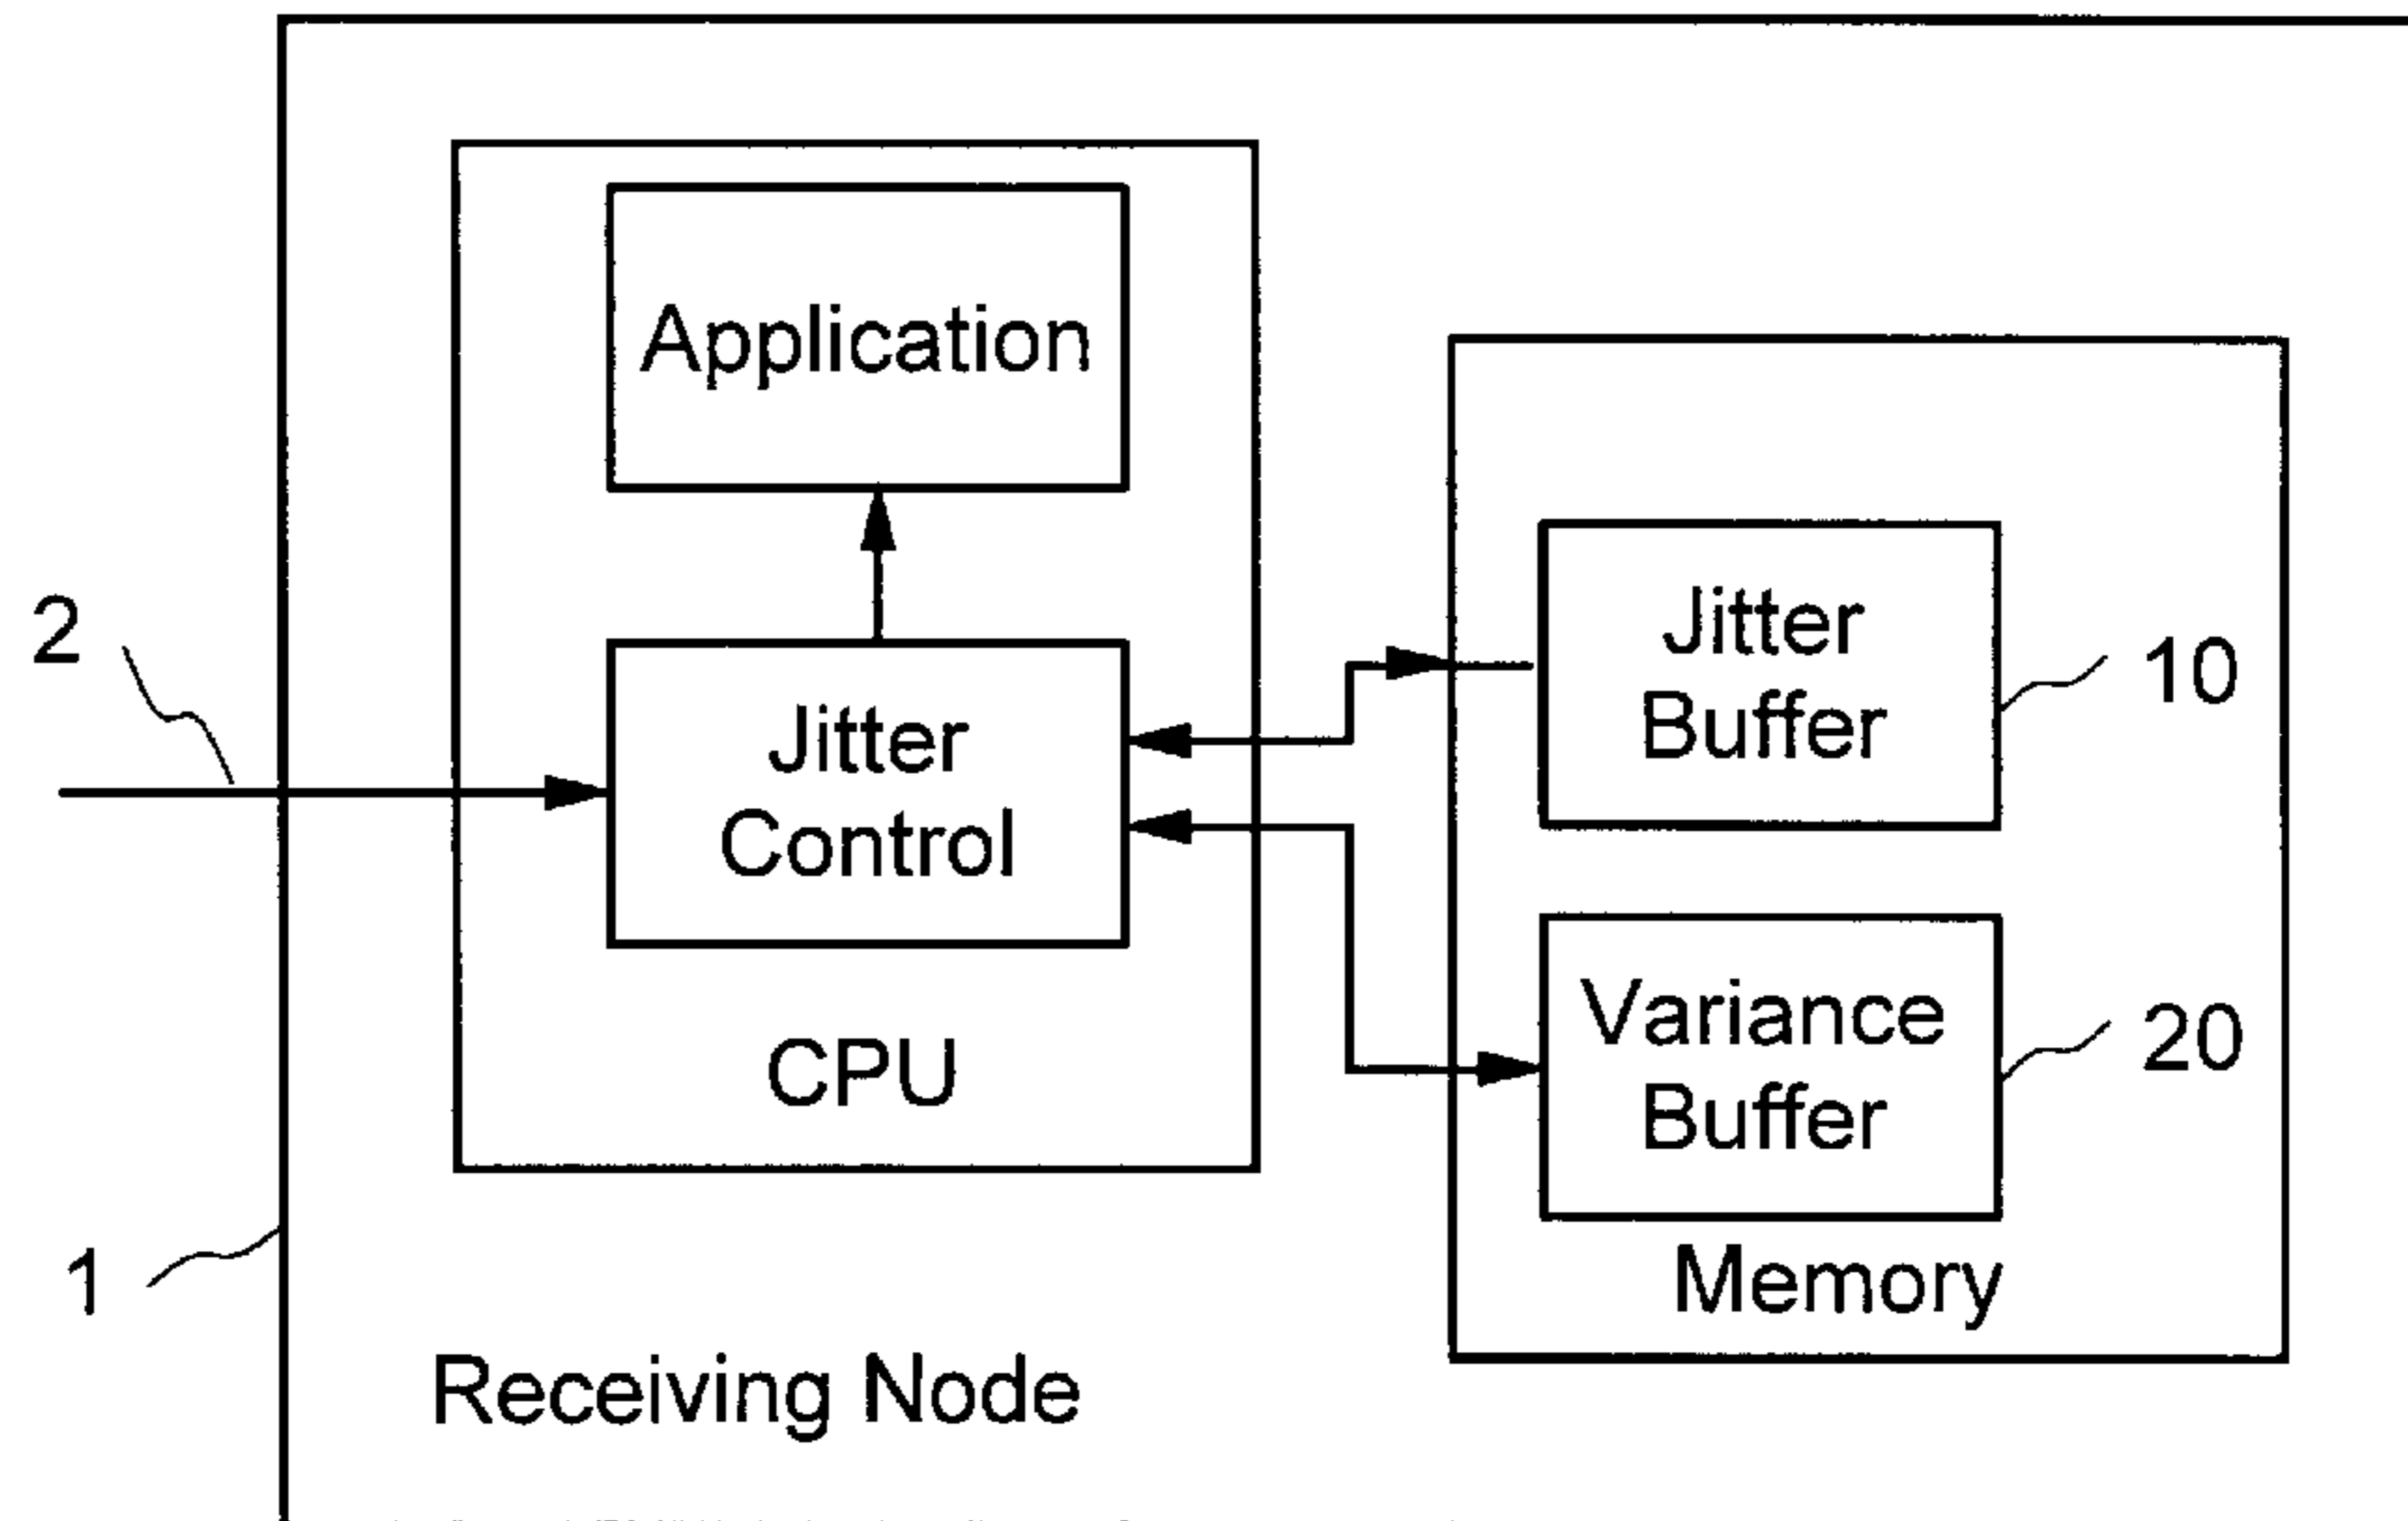 Application
2
Jitter
Buffer
10
Jitter
Control
Variance
Buffer
20
CPU
1
Memory
Receiving Node